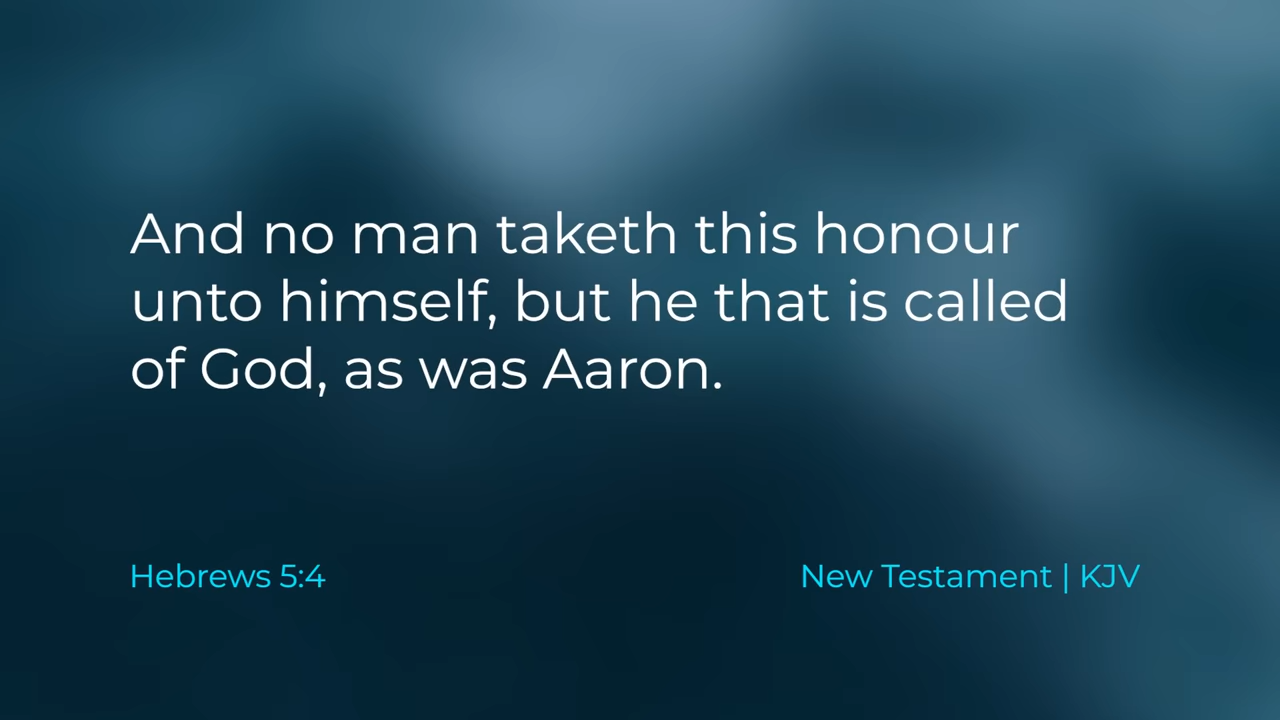 And no man taketh this honour
unto himself, but he that is called
of God, as was Aaron.
Hebrews 5:4
New Testament | KJV